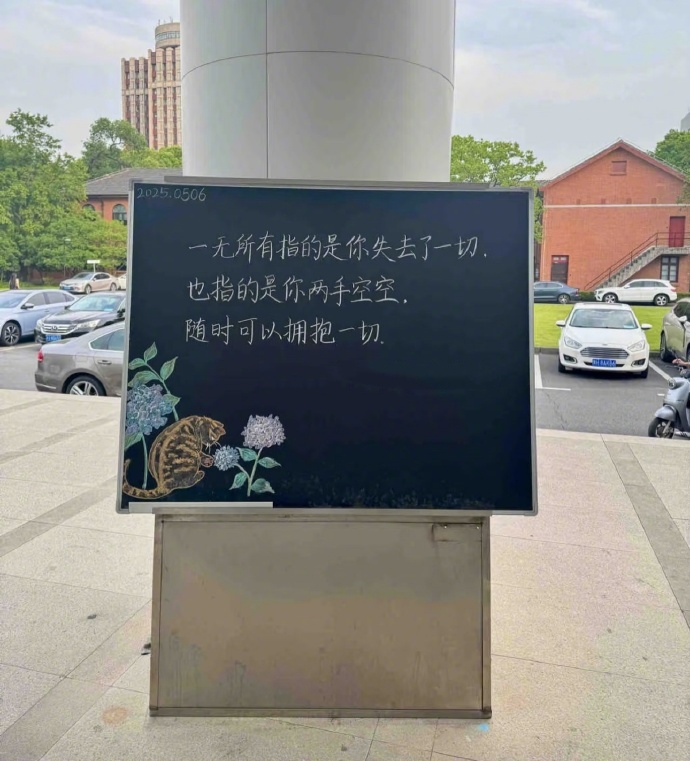 2025.0506
一无所有指的是你失去了一切.
也指的是你两手空空.
随时可以拥抱一切.